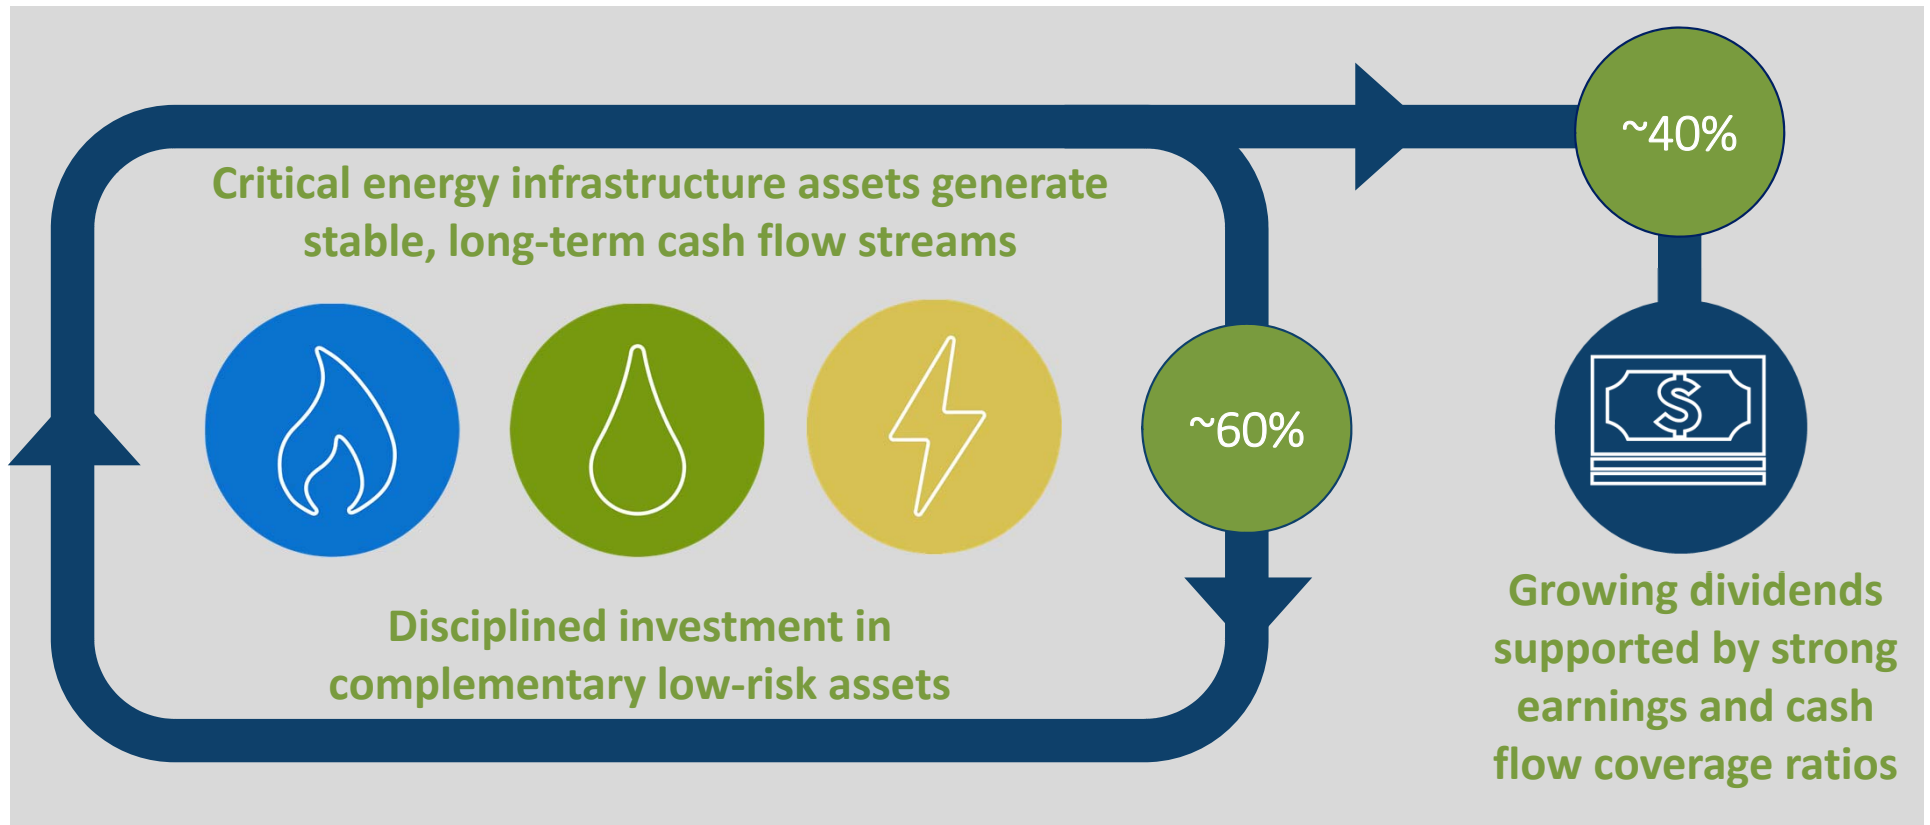 Critical energy infrastructure assets generate
stable, long-term cash flow streams
~40%
~60%
$
Disciplined investment in
complementary low-risk assets
Growing dividends
supported by strong
earnings and cash
flow coverage ratios